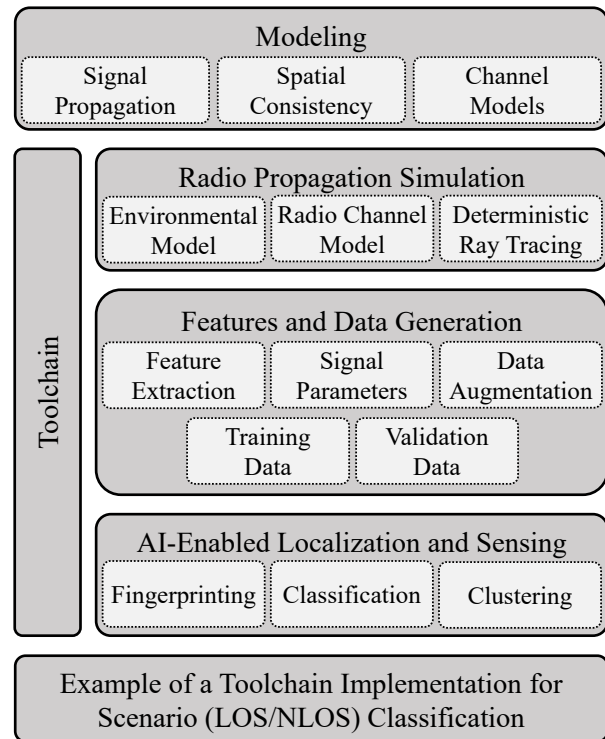 Modeling
Signal
Propagation
Spatial
Consistency
Channel
Models
Toolchain
Radio Propagation Simulation
Environmental
Model
Radio Channel
Model
Deterministic
Ray Tracing
Features and Data Generation
Feature
Extraction
Signal
Parameters
Data
Augmentation
Training
Data
Validation
Data
AI-Enabled Localization and Sensing
Fingerprinting
Classification
Clustering
Example of a Toolchain Implementation for
Scenario (LOS/NLOS) Classification